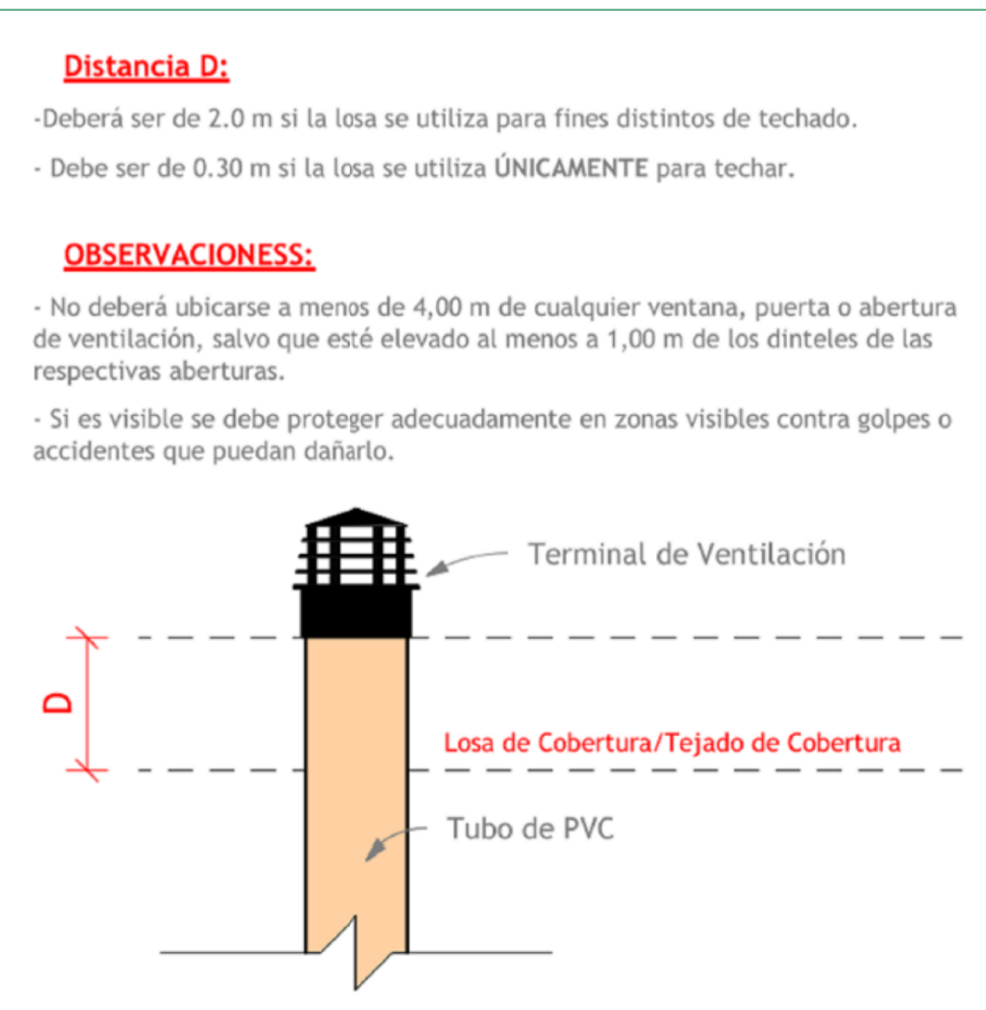 Distancia D:
-Deberá ser de 2.0 m si la losa se utiliza para fines distintos de techado.
- Debe ser de 0.30 m si la losa se utiliza ÚNICAMENTE para techar.
OBSERVACIONESS:
- No deberá ubicarse a menos de 4,00 m de cualquier ventana, puerta o abertura
de ventilación, salvo que esté elevado al menos a 1,00 m de los dinteles de las
respectivas aberturas.
- Si es visible se debe proteger adecuadamente en zonas visibles contra golpes o
accidentes que puedan dañarlo.
Terminal de Ventilación
D
Losa de Cobertura/Tejado de Cobertura
Tubo de PVC